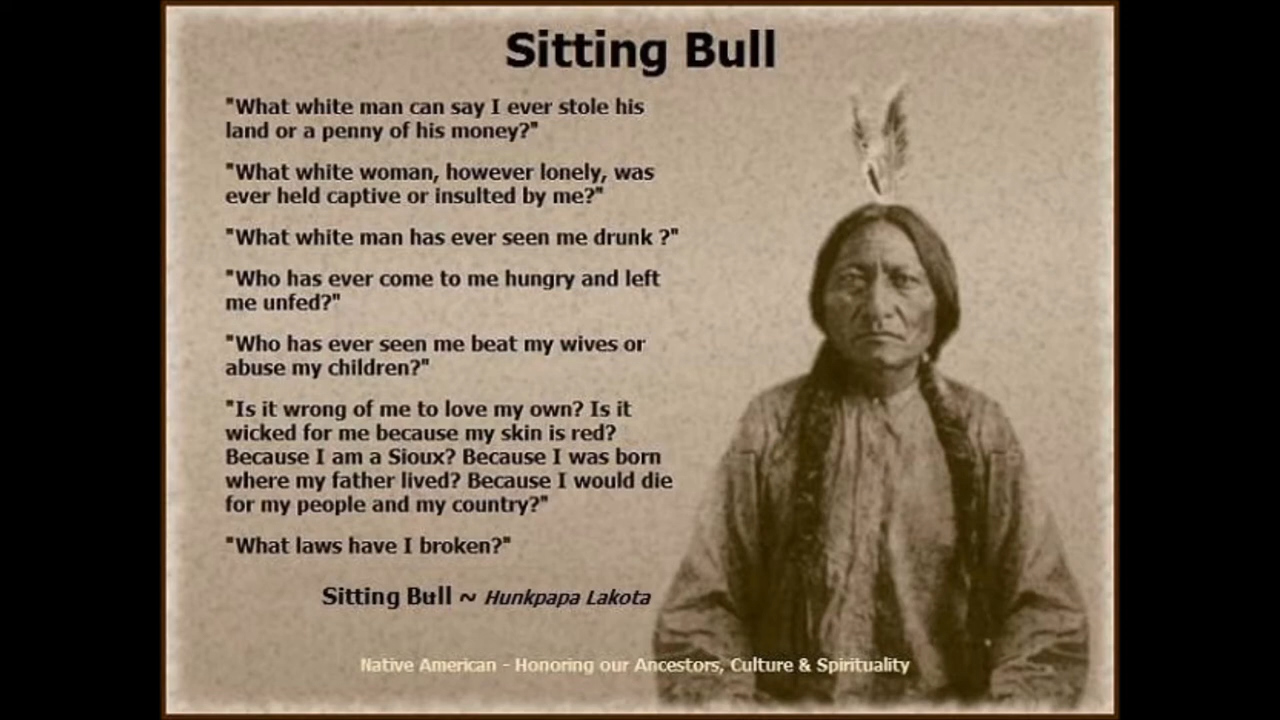 Sitting Bull
"What white man can say I ever stole his
land or a penny of his money?"
"What white woman, however lonely, was
ever held captive or insulted by me?"
"What white man has ever seen me drunk ?"
"Who has ever come to me hungry and left
me unfed?"
"Who has ever seen me beat my wives or
abuse my children?"
"Is it wrong of me to love my own? Is it
wicked for me because my skin is red?
Because I am a Sioux? Because I was born
where my father lived? Because I would die
for my people and my country?"
"What laws have I broken?"
Sitting Bull ~ Hunkpapa Lakota
Native American - Honoring our Ancestors, Culture & Spirituality